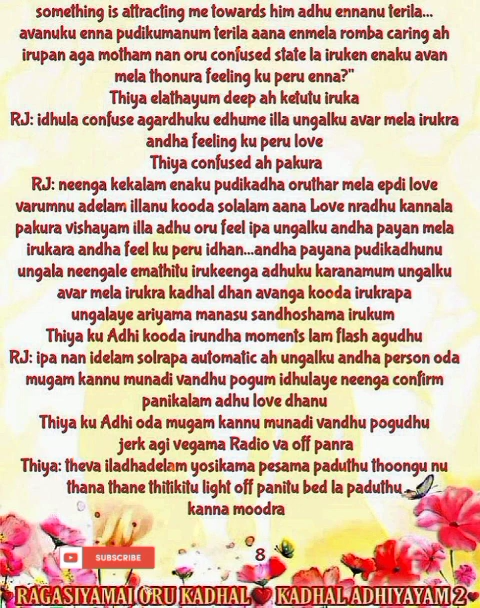 something is attracting me towards him adhu ennanu terila...
avanuku enna pudikumanum terila aana enmela romba caring ah
irupan aga motham nan oru confused state la iruken enaku avan
mela thonura feeling ku peru enna?"
Thiya elathayum deep ah ketutu iruka
RJ: idhula confuse agardhuku edhume illa ungalku avar mela irukra
andha feeling ku peru love
Thiya confused ah pakura
RJ: neenga kekalam enaku pudikadha oruthar mela epdi love
varumnu adelam illanu kooda solalam aana Love nradhu kannala
pakura vishayam illa adhu oru feel ipa ungalku andha payan mela
irukara andha feel ku peru idhan...andha payana pudikadhunu
ungala neengale emathitu irukeenga adhuku karanamum ungalku
avar mela irukra kadhal dhan avanga kooda irukrapa
ungalaye ariyama manasu sandhoshama irukum
Thiya ku Adhi kooda irundha moments lam flash agudhu
RJ: ipa nan idelam solrapa automatic ah ungalku andha person oda
mugam kannu munadi vandhu pogum idhulaye neenga confirm
panikalam adhu love dhanu
Thiya ku Adhi oda mugam kannu munadi vandhu pogudhu
jerk agi vegama Radio va off panra
Thiya: theva iladhadelam yosikama pesama paduthu thoongu nu
thana thane thitikitu light off panitu bed la paduthu
kanna moodra
SUBSCRIBE
8
RAGASIYAMAI ORU KADHAL KADHAL ADHIYAYAM 2